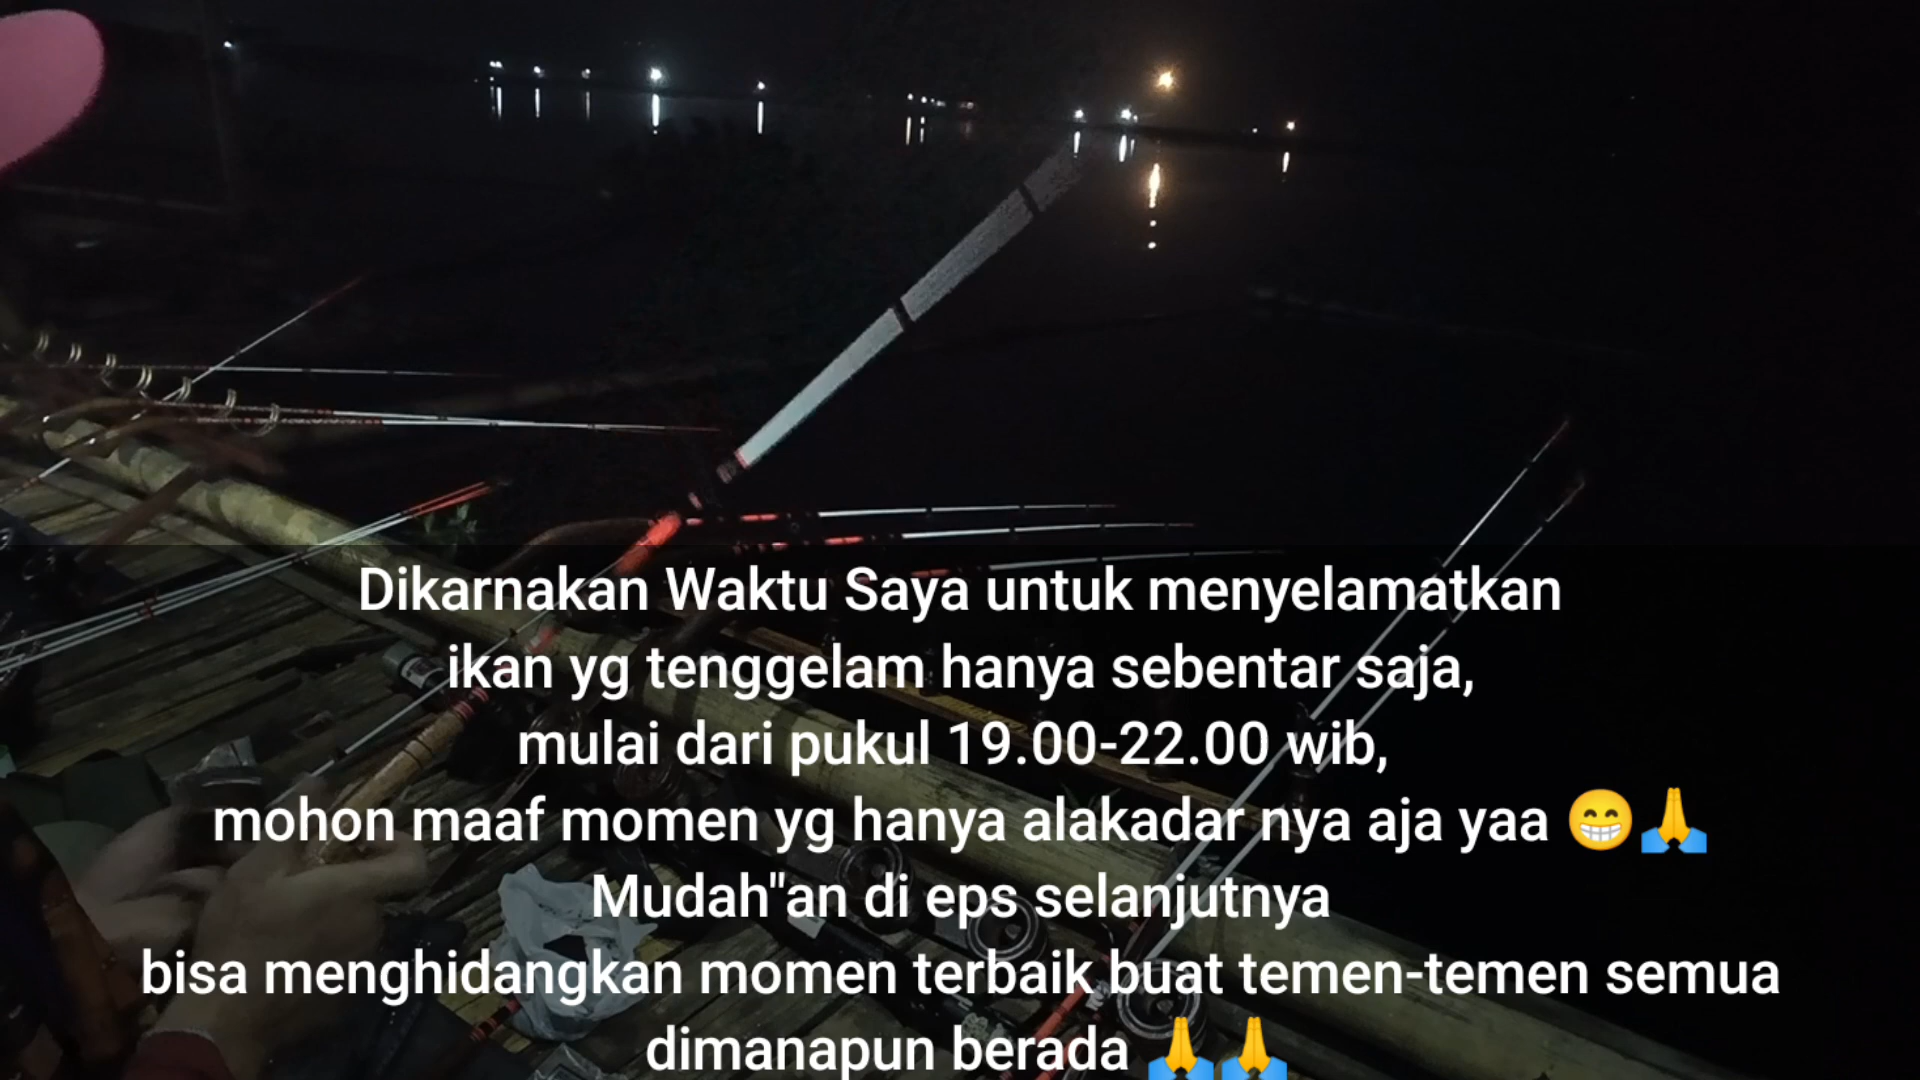 Dikarnakan Waktu Saya untuk menyelamatkan
ikan yg tenggelam hanya sebentar saja,
mulai dari pukul 19.00-22.00 wib,
mohon maaf momen yg hanya alakadar nya aja yaa 😁🙏
Mudah"an di eps selanjutnya
bisa menghidangkan momen terbaik buat temen-temen semua
dimanapun berada 🙏🙏